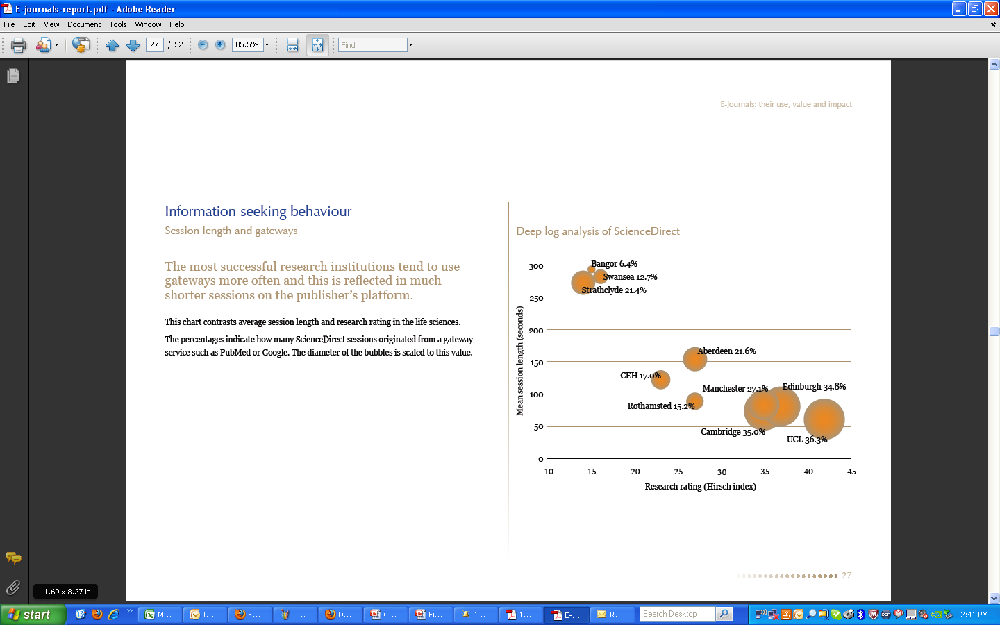 E-journals-report.pdf - Adobe Reader
File Edit View Document Tools Window Help
27 / 52 85.5% Find
E-Journals: their use, value and impact
Information-seeking behaviour
Session length and gateways
The most successful research institutions tend to use
gateways more often and this is reflected in much
shorter sessions on the publisher's platform.
This chart contrasts average session length and research rating in the life sciences.
The percentages indicate how many ScienceDirect sessions originated from a gateway
service such as PubMed or Google. The diameter of the bubbles is scaled to this value.
Deep log analysis of ScienceDirect
Mean session length (seconds)
300
250
200
150
100
50
0
Bangor 6.4%
Swansea 12.7%
Strathclyde 21.4%
Aberdeen 21.6%
CEH 17.0%
Manchester 27.1%
Edinburgh 34.8%
Rothamsted 15.2%
Cambridge 35.0%
UCL 36.3%
10 15 20 25 30 35 40 45
Research rating (Hirsch index)
27
11.69 x 8.27 in
start M... I... E... u... D... C... Ei... 1 ... 1... E-... R... Search Desktop 2:41 PM